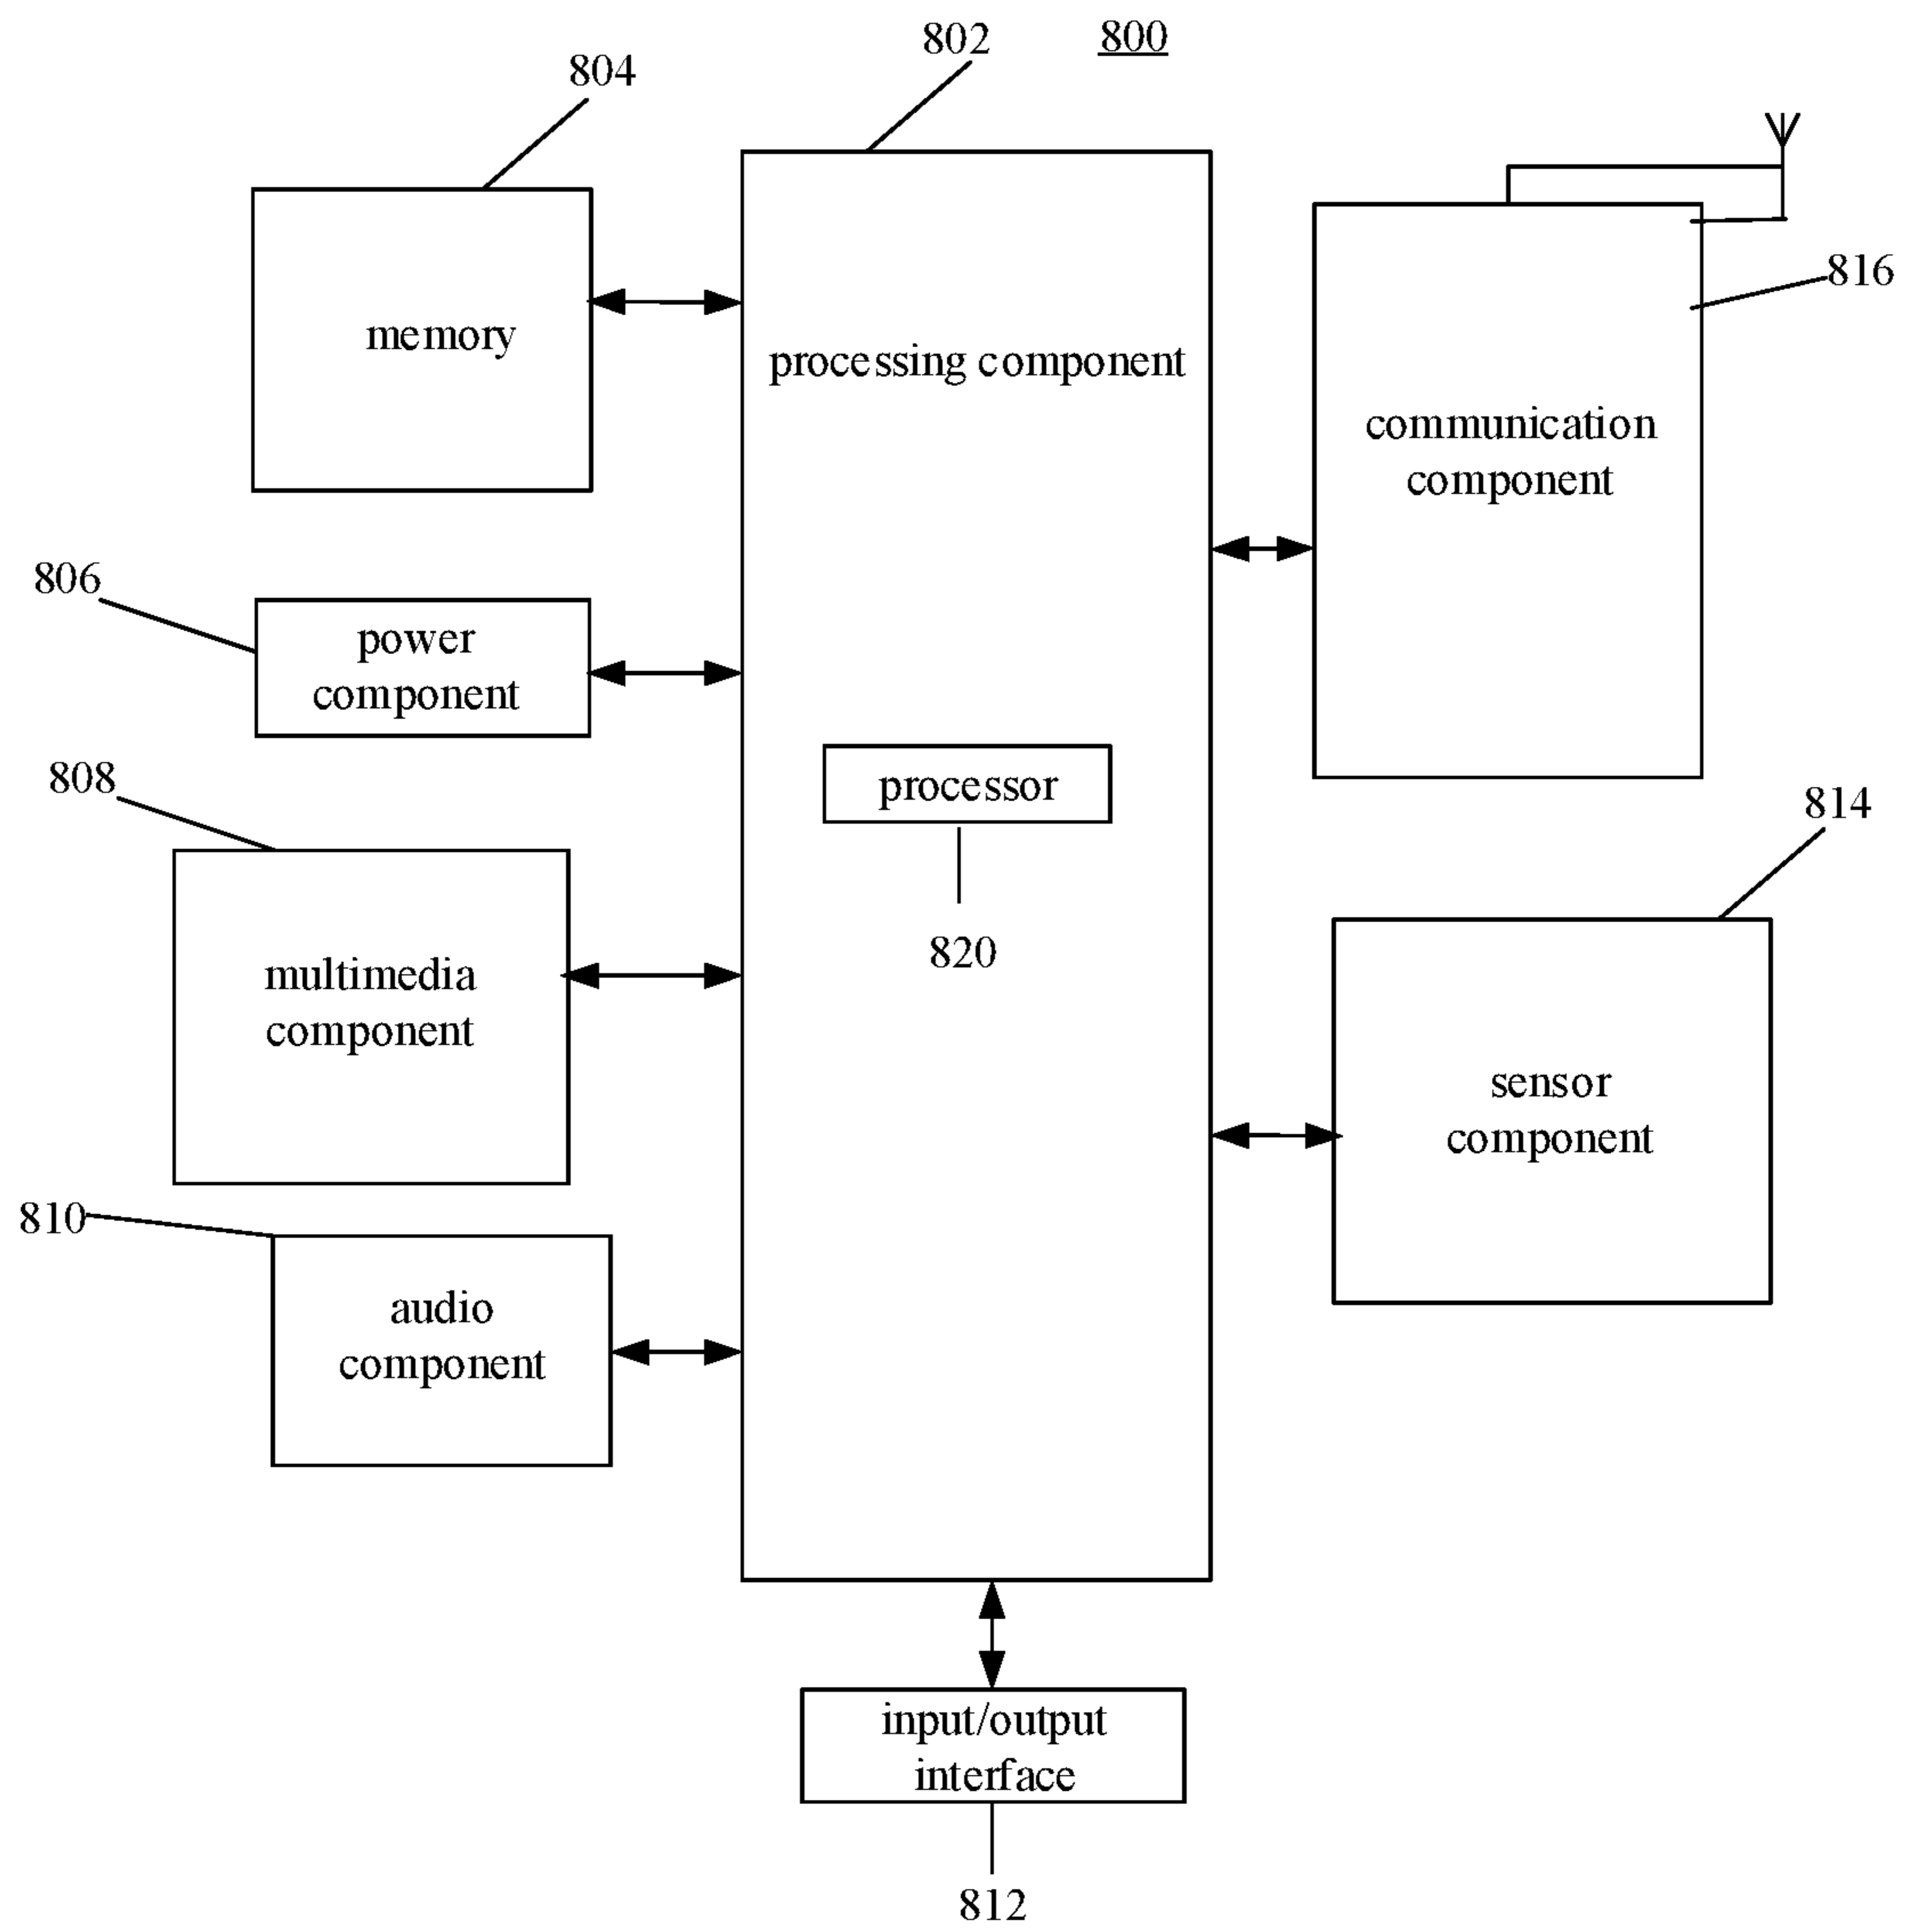 802
800
804
816
memory
processing component
communication
component
806
power
component
808
processor
814
820
multimedia
component
sensor
component
810
audio
component
input/output
interface
812